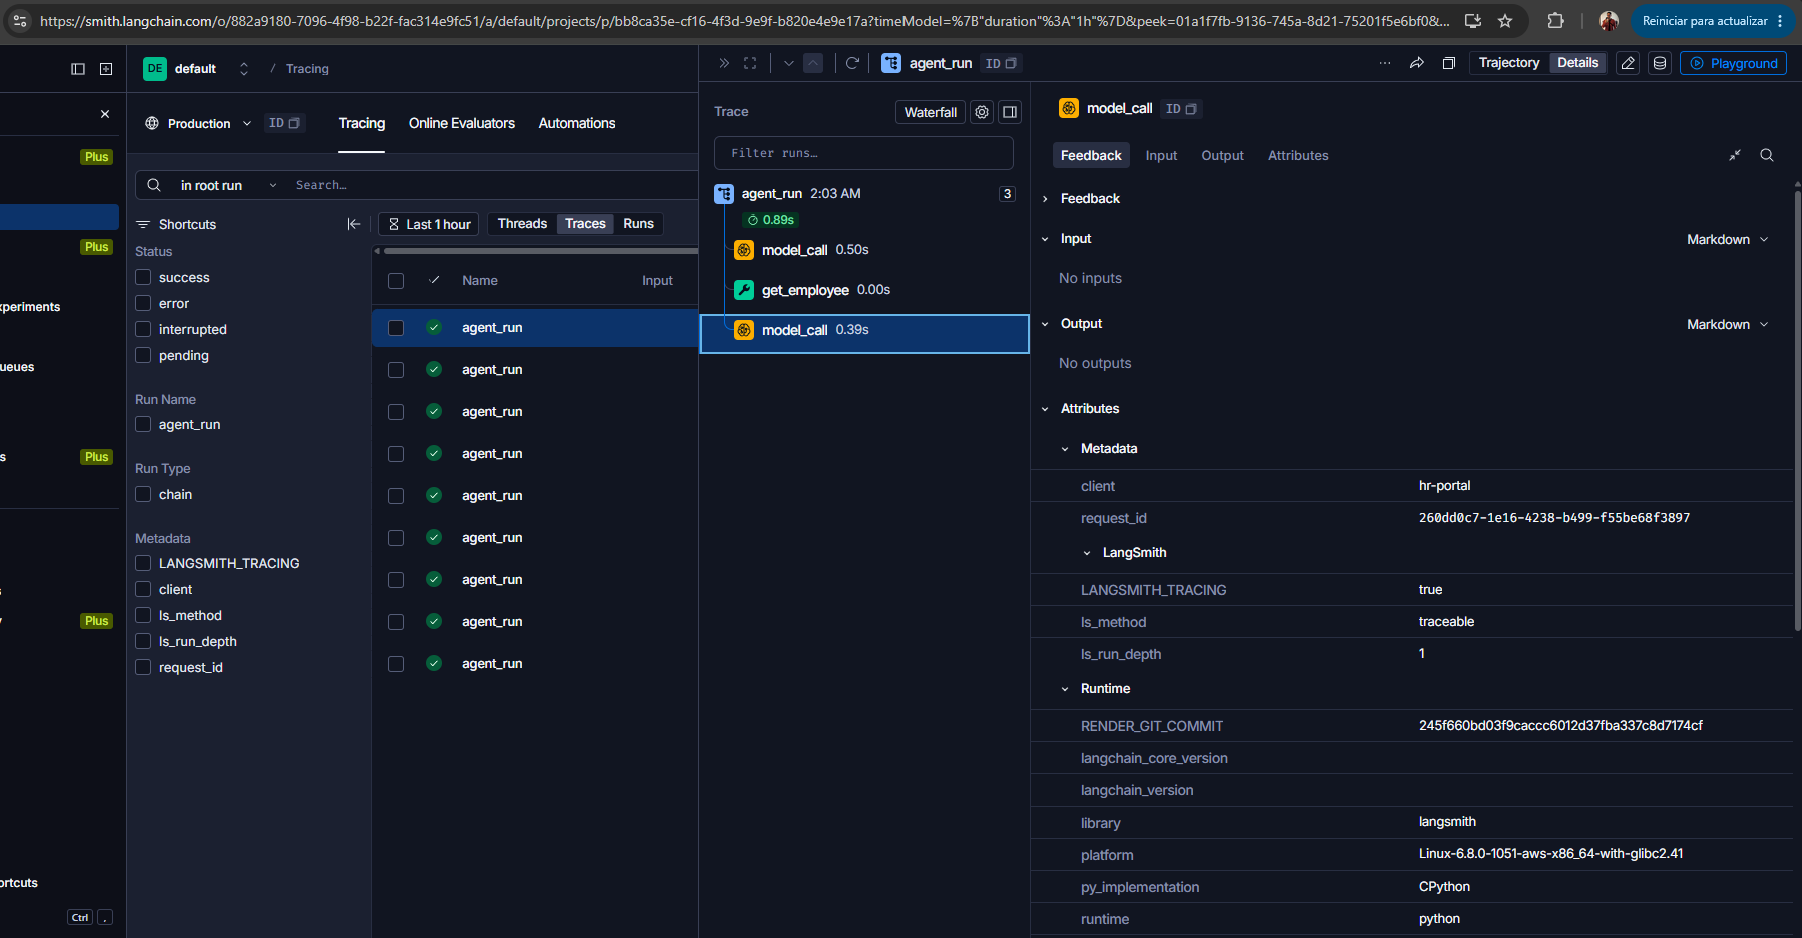 https://smith.langchain.com/o/882a9180-7096-4f98-b22f-fac314e9fc51/a/default/projects/p/bb8ca35e-cf16-4f3d-9e9f-b820e4e9e17a?timeModel=%7B"duration"%3A"1h"%7D&peek=01a1f7fb-9136-745a-8d21-75201f5e6bf0&...
Reiniciar para actualizar
Plus
Plus
xperiments
ueues
s
Plus
Plus
ortcuts
Ctrl .
DE default / Tracing
Production ID
Tracing Online Evaluators Automations
in root run Search...
Shortcuts
Status
success
error
interrupted
pending
Run Name
agent_run
Run Type
chain
Metadata
LANGSMITH_TRACING
client
ls_method
ls_run_depth
request_id
Last 1 hour Threads Traces Runs
Name Input
agent_run
agent_run
agent_run
agent_run
agent_run
agent_run
agent_run
agent_run
agent_run
agent_run ID
... Trajectory Details Playground
Trace Waterfall
Filter runs...
agent_run 2:03 AM 3
0.89s
model_call 0.50s
get_employee 0.00s
model_call 0.39s
model_call ID
Feedback Input Output Attributes
Feedback
Input Markdown
No inputs
Output Markdown
No outputs
Attributes
Metadata
client hr-portal
request_id 260dd0c7-1e16-4238-b499-f55be68f3897
LangSmith
LANGSMITH_TRACING true
ls_method traceable
ls_run_depth 1
Runtime
RENDER_GIT_COMMIT 245f660bd03f9caccc6012d37fba337c8d7174cf
langchain_core_version
langchain_version
library langsmith
platform Linux-6.8.0-1051-aws-x86_64-with-glibc2.41
py_implementation CPython
runtime python